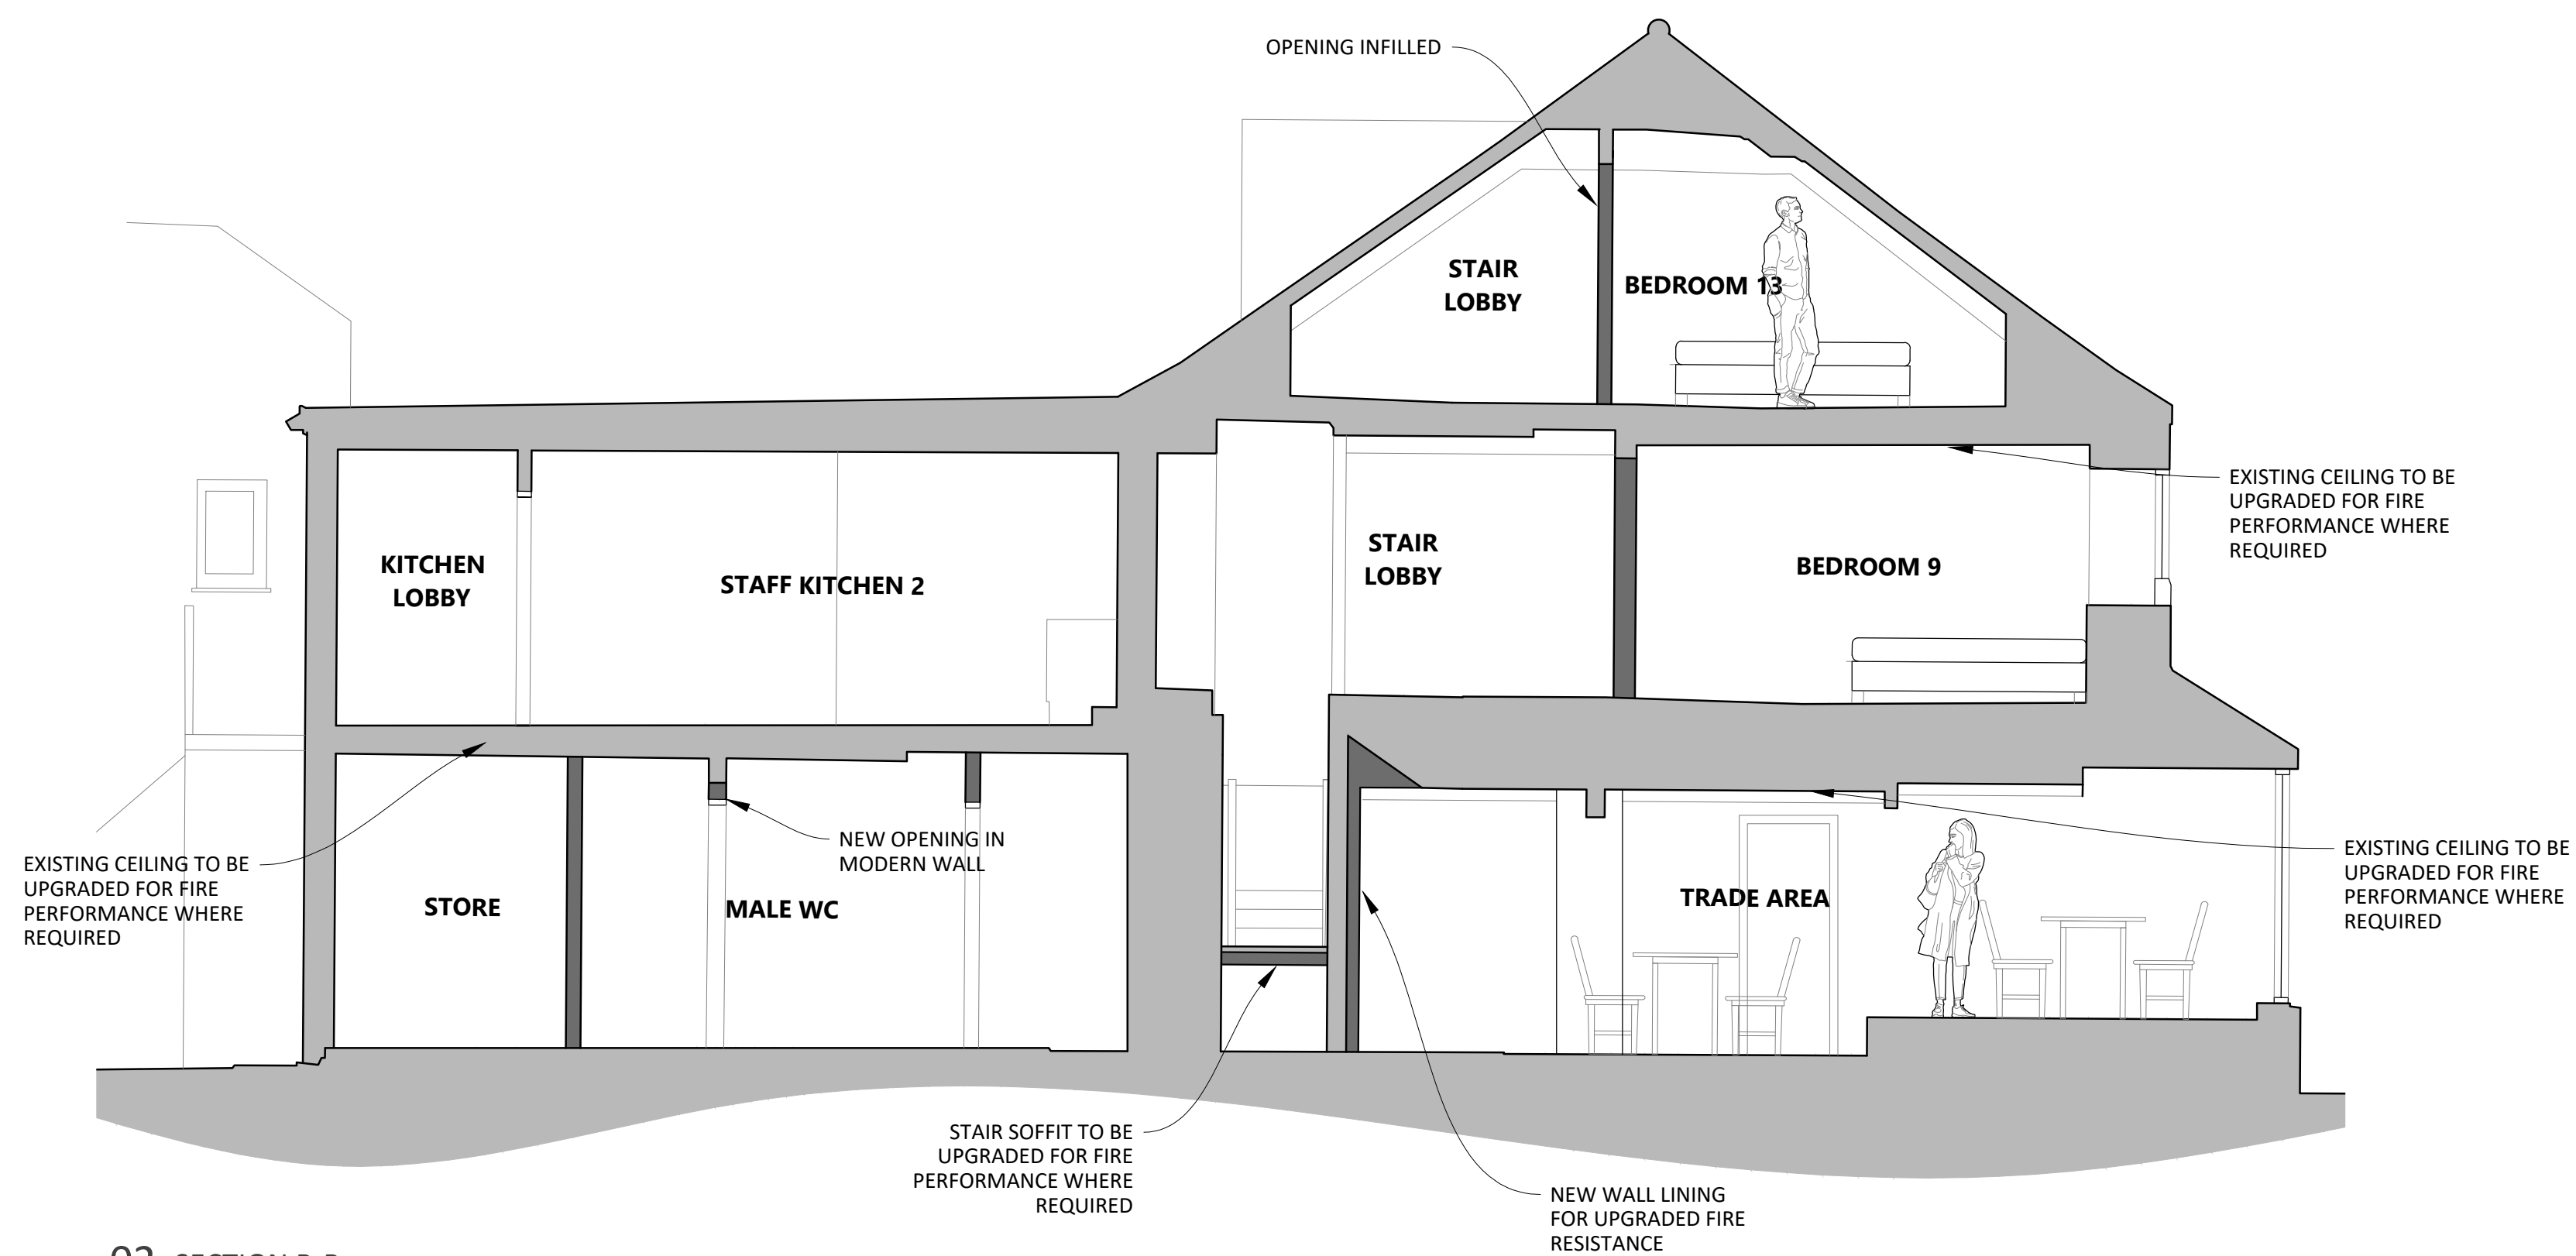 OPENING INFILLED
STAIR
LOBBY
BEDROOM 13
EXISTING CEILING TO BE
UPGRADED FOR FIRE
PERFORMANCE WHERE
REQUIRED
KITCHEN
LOBBY
STAFF KITCHEN 2
STAIR
LOBBY
BEDROOM 9
EXISTING CEILING TO BE
UPGRADED FOR FIRE
PERFORMANCE WHERE
REQUIRED
STORE
NEW OPENING IN
MODERN WALL
MALE WC
TRADE AREA
EXISTING CEILING TO BE
UPGRADED FOR FIRE
PERFORMANCE WHERE
REQUIRED
STAIR SOFFIT TO BE
UPGRADED FOR FIRE
PERFORMANCE WHERE
REQUIRED
NEW WALL LINING
FOR UPGRADED FIRE
RESISTANCE